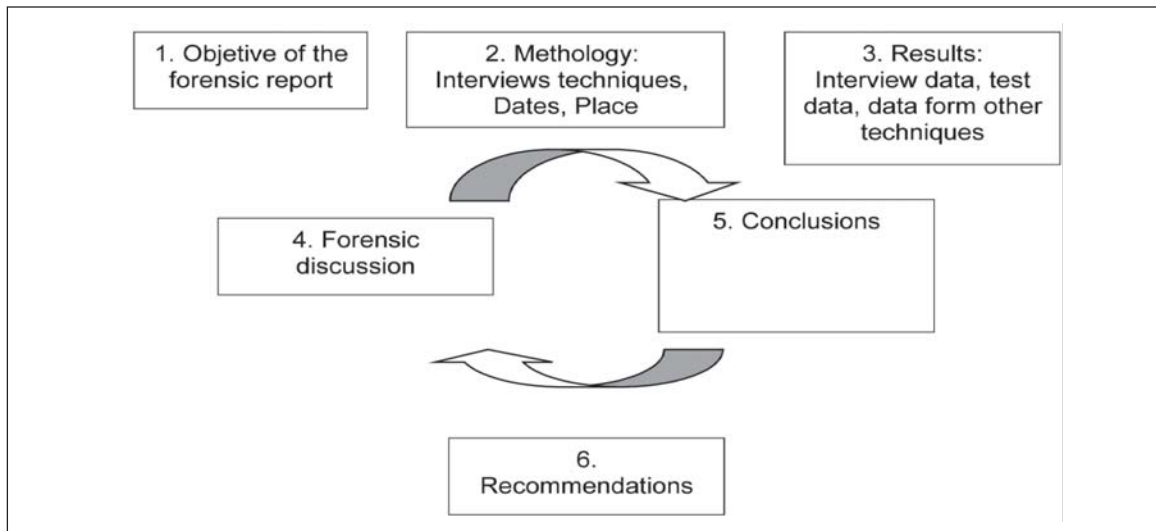 1. Objetive of the
forensic report
2. Methology:
Interviews techniques,
Dates, Place
3. Results:
Interview data, test
data, data form other
techniques
4. Forensic
discussion
5. Conclusions
6.
Recommendations